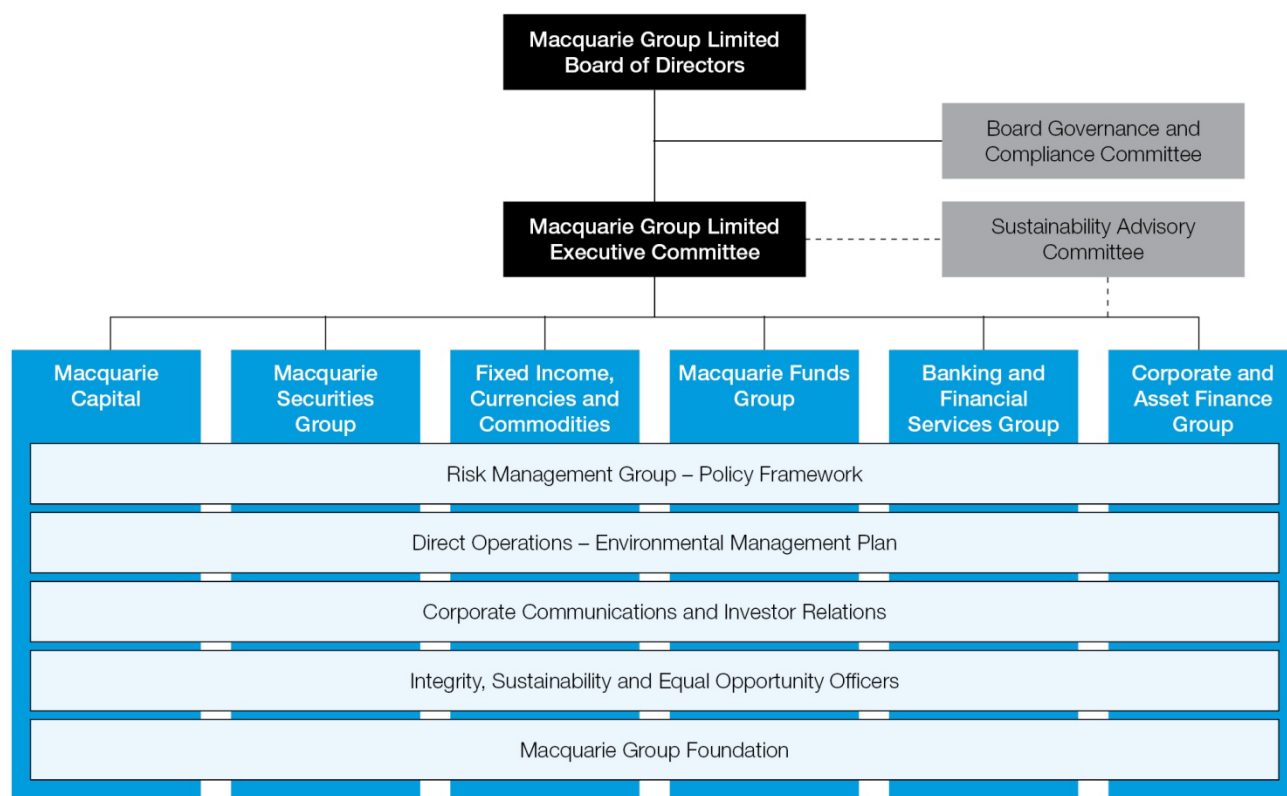 Macquarie Group Limited
Board of Directors
Board Governance and
Compliance Committee
Macquarie Group Limited
Executive Committee
Sustainability Advisory
Committee
Macquarie
Capital
Macquarie
Securities
Group
Fixed Income,
Currencies and
Commodities
Macquarie Funds
Group
Banking and
Financial
Services Group
Corporate and
Asset Finance
Group
Risk Management Group – Policy Framework
Direct Operations – Environmental Management Plan
Corporate Communications and Investor Relations
Integrity, Sustainability and Equal Opportunity Officers
Macquarie Group Foundation